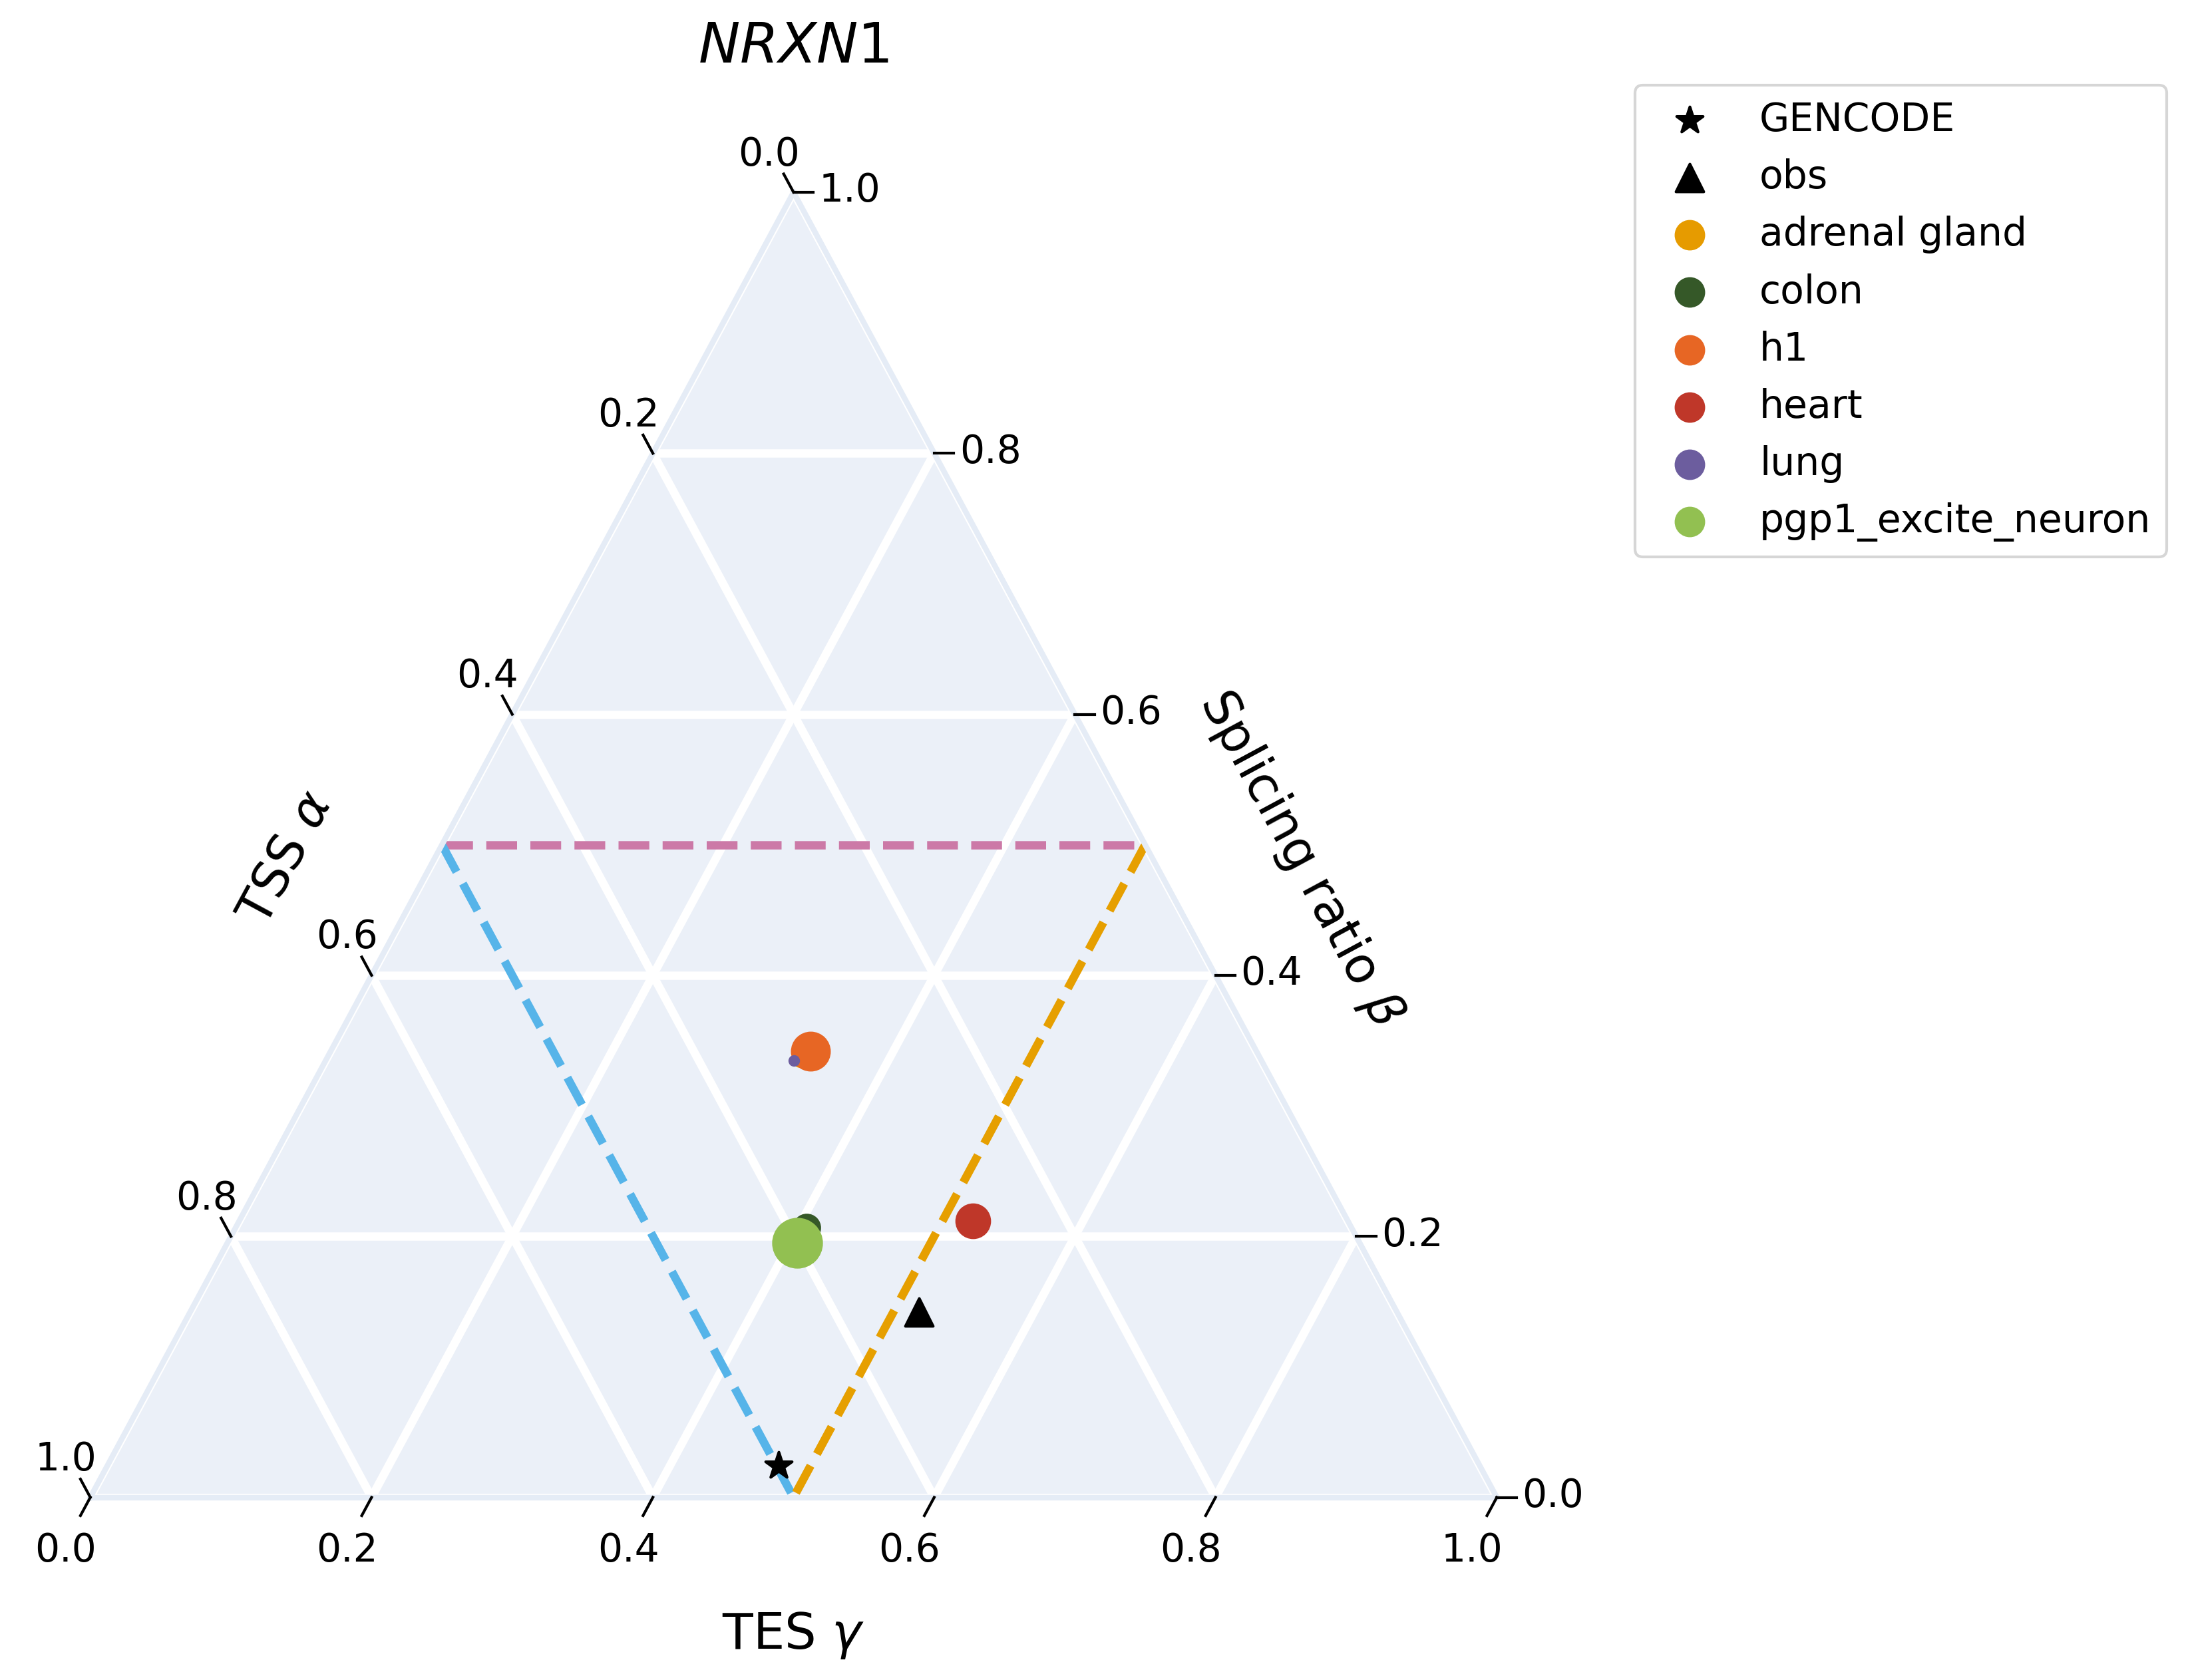 NRXN1
GENCODE
obs
adrenal gland
colon
h1
heart
lung
pgp1_excite_neuron
0.0
1.0
0.2
0.8
0.4
0.6
TSS α
Splicing ratio β
0.6
0.4
0.8
0.2
1.0
0.0
0.0
0.2
0.4
0.6
0.8
1.0
TES γ